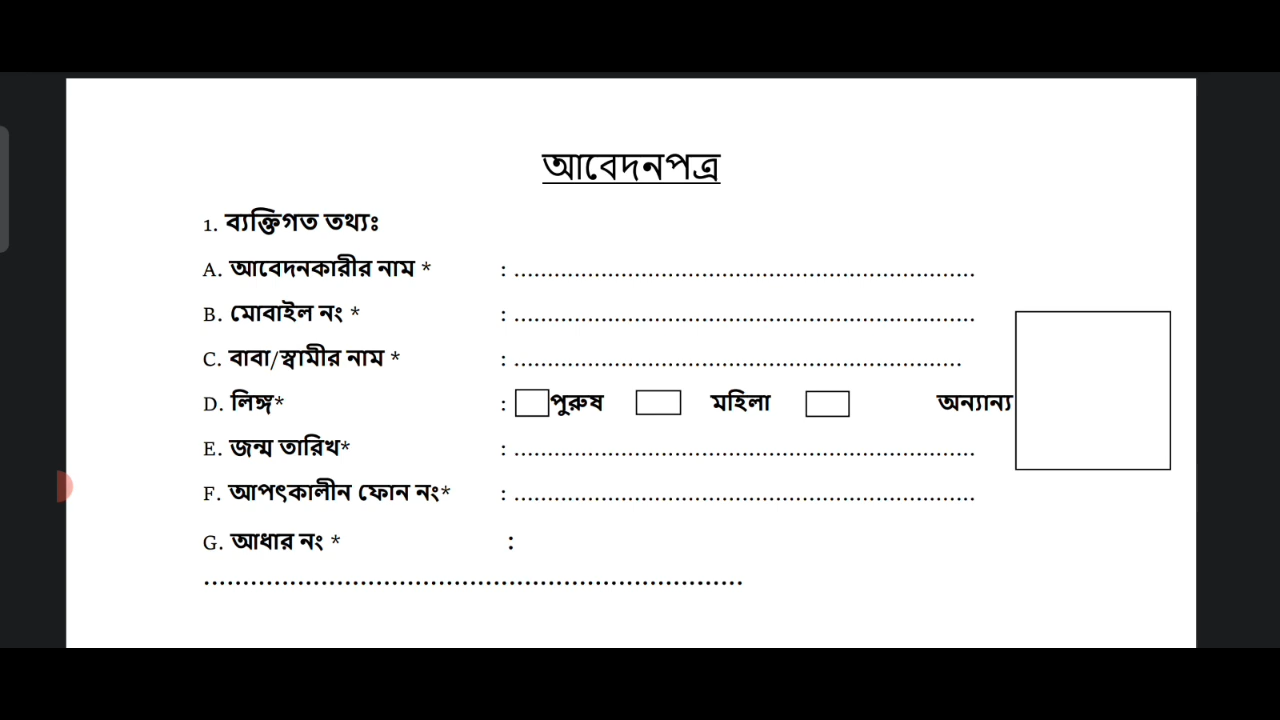 আবেদনপত্র
1. ব্যক্তিগত তথ্যঃ
A. আবেদনকারীর নাম * : .....................................................................
B. মোবাইল নং * : .....................................................................
C. বাবা/স্বামীর নাম * : ...................................................................
D. লিঙ্গ* : পুরুষ মহিলা অন্যান্য
E. জন্ম তারিখ* : .....................................................................
F. আপৎকালীন ফোন নং* : .....................................................................
G. আধার নং * :
.....................................................................